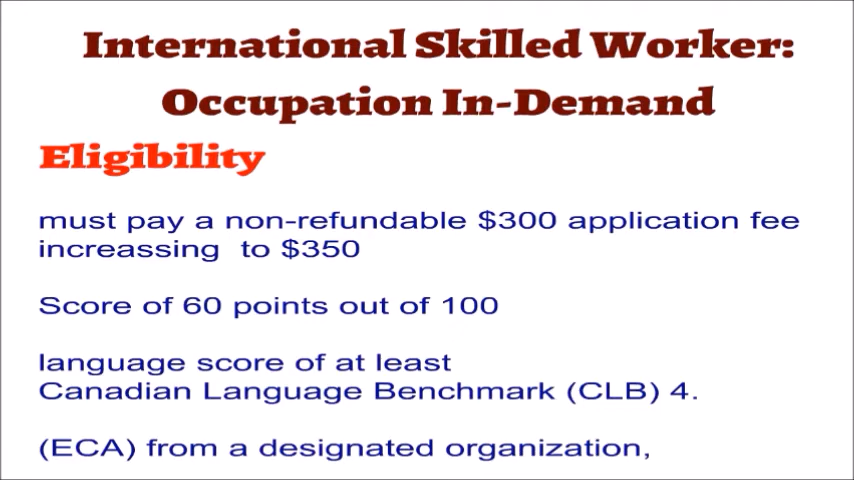 International Skilled Worker:
Occupation In-Demand
Eligibility
must pay a non-refundable $300 application fee
increassing to $350
Score of 60 points out of 100
language score of at least
Canadian Language Benchmark (CLB) 4.
(ECA) from a designated organization,